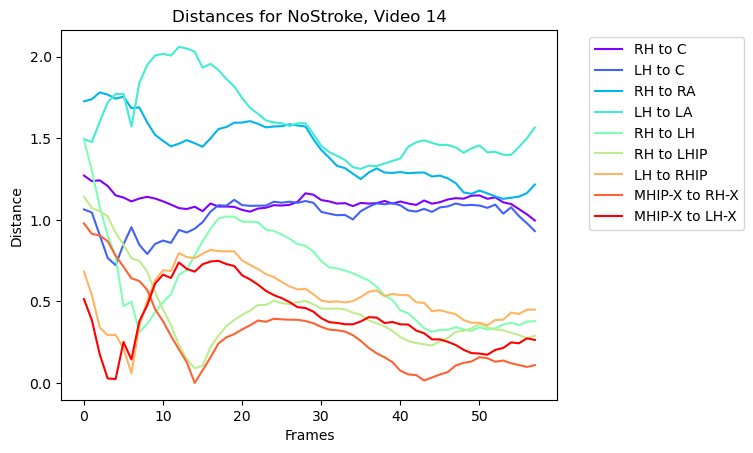 Distances for NoStroke, Video 14
Distance
2.0
1.5
1.0
0.5
0.0
0
10
20
30
40
50
Frames
RH to C
LH to C
RH to RA
LH to LA
RH to LH
RH to LHIP
LH to RHIP
MHIP-X to RH-X
MHIP-X to LH-X